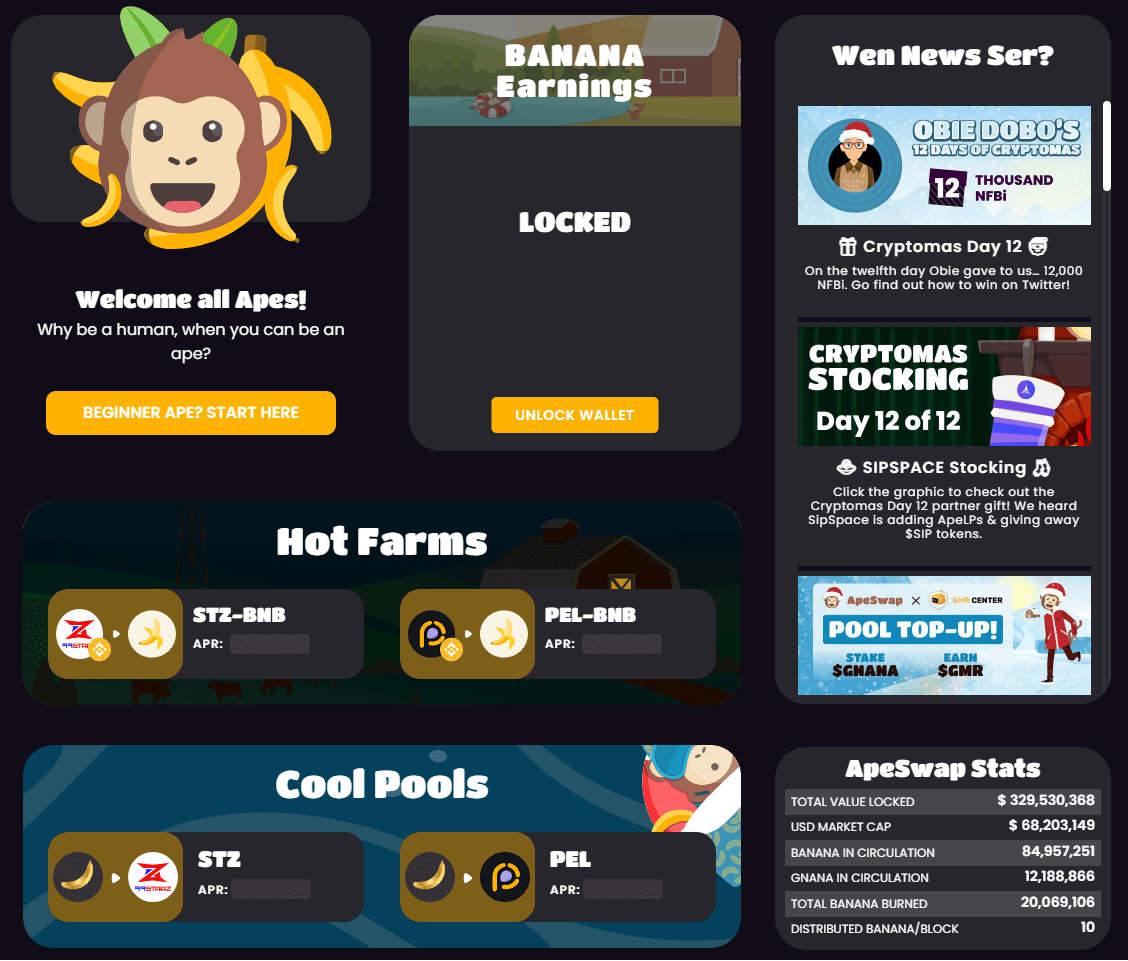 Welcome all Apes!
Why be a human, when you can be an
ape?
BEGINNER APE? START HERE
BANANA
Earnings
LOCKED
UNLOCK WALLET
Hot Farms
99STARZ
STZ-BNB
APR:
PEL-BNB
APR:
Cool Pools
99STARZ
STZ
APR:
PEL
APR:
Wen News Ser?
OBIE DOBO'S
12 DAYS OF CRYPTOMAS
12 THOUSAND
NFBi
Cryptomas Day 12
On the twelfth day Obie gave to us... 12,000
NFBi. Go find out how to win on Twitter!
CRYPTOMAS
STOCKING
Day 12 of 12
SIPSPACE Stocking
Click the graphic to check out the
Cryptomas Day 12 partner gift! We heard
SipSpace is adding ApeLPs & giving away
$SIP tokens.
ApeSwap X GMR CENTER
POOL TOP-UP!
STAKE EARN
$GNANA $GMR
ApeSwap Stats
TOTAL VALUE LOCKED $ 329,530,368
USD MARKET CAP $ 68,203,149
BANANA IN CIRCULATION 84,957,251
GNANA IN CIRCULATION 12,188,866
TOTAL BANANA BURNED 20,069,106
DISTRIBUTED BANANA/BLOCK 10